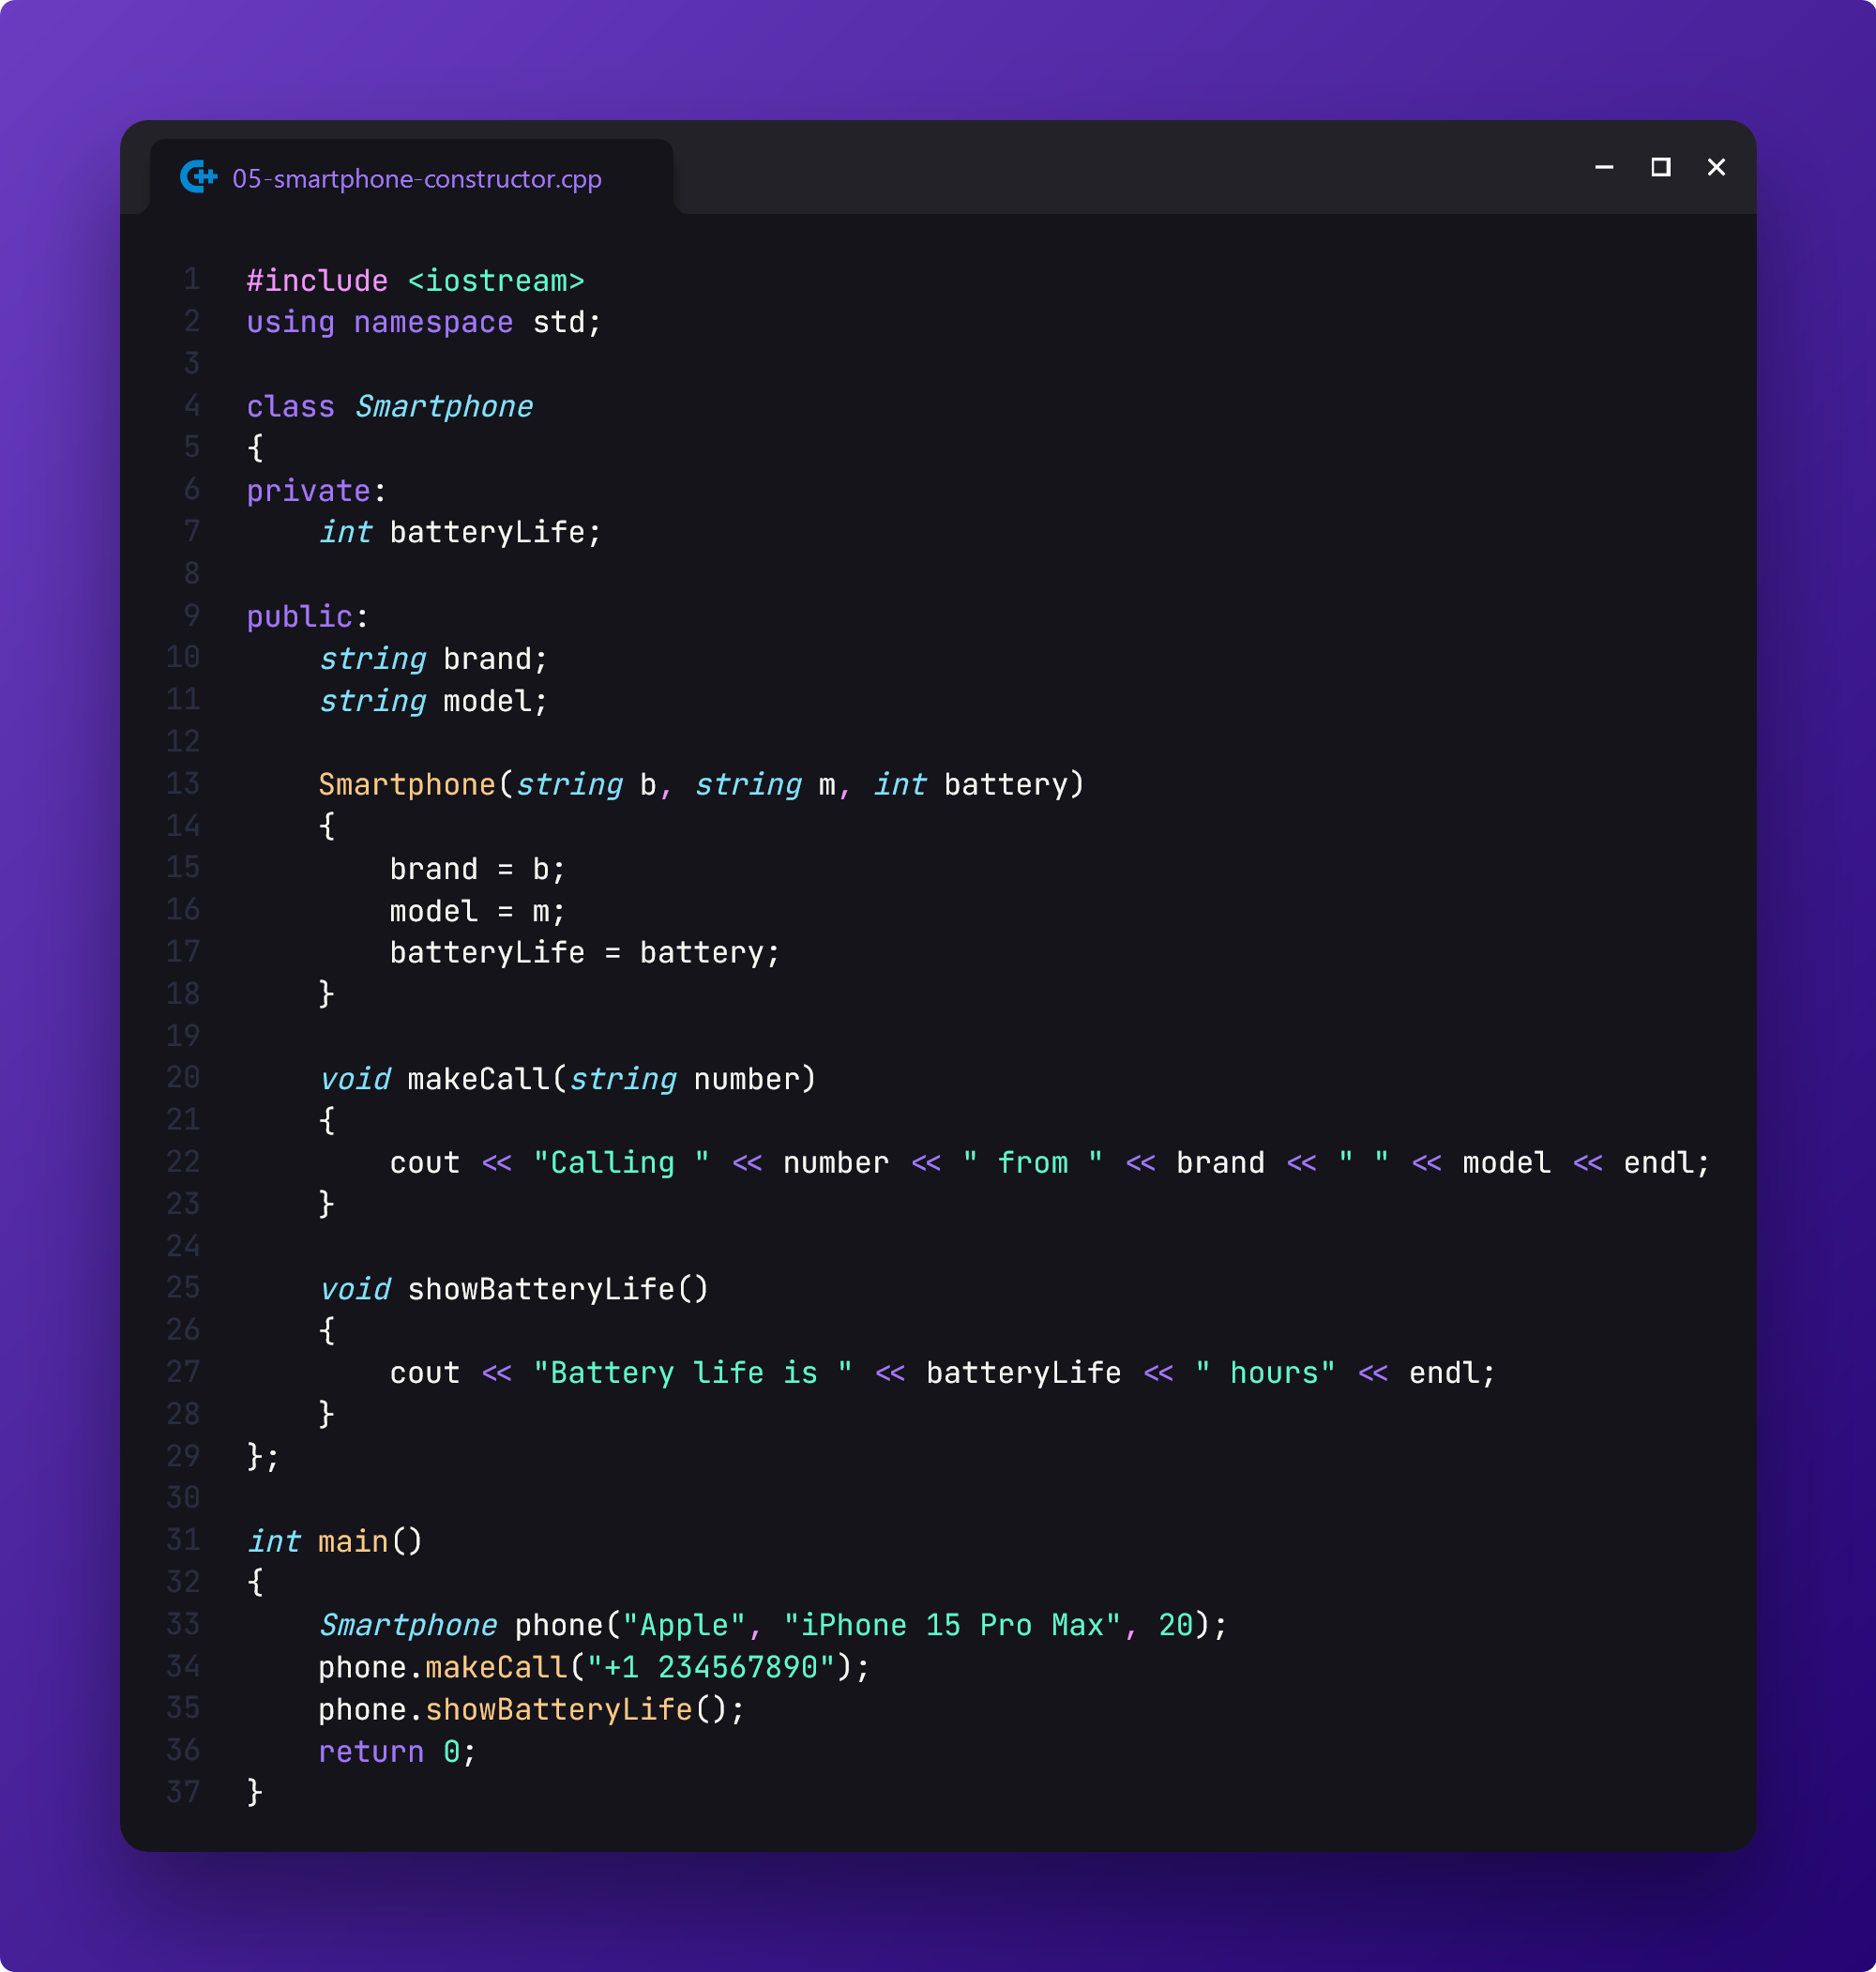 05-smartphone-constructor.cpp
1 #include <iostream>
2 using namespace std;
3
4 class Smartphone
5 {
6 private:
7     int batteryLife;
8
9 public:
10     string brand;
11     string model;
12
13     Smartphone(string b, string m, int battery)
14     {
15         brand = b;
16         model = m;
17         batteryLife = battery;
18     }
19
20     void makeCall(string number)
21     {
22         cout << "Calling " << number << " from " << brand << " " << model << endl;
23     }
24
25     void showBatteryLife()
26     {
27         cout << "Battery life is " << batteryLife << " hours" << endl;
28     }
29 };
30
31 int main()
32 {
33     Smartphone phone("Apple", "iPhone 15 Pro Max", 20);
34     phone.makeCall("+1 234567890");
35     phone.showBatteryLife();
36     return 0;
37 }